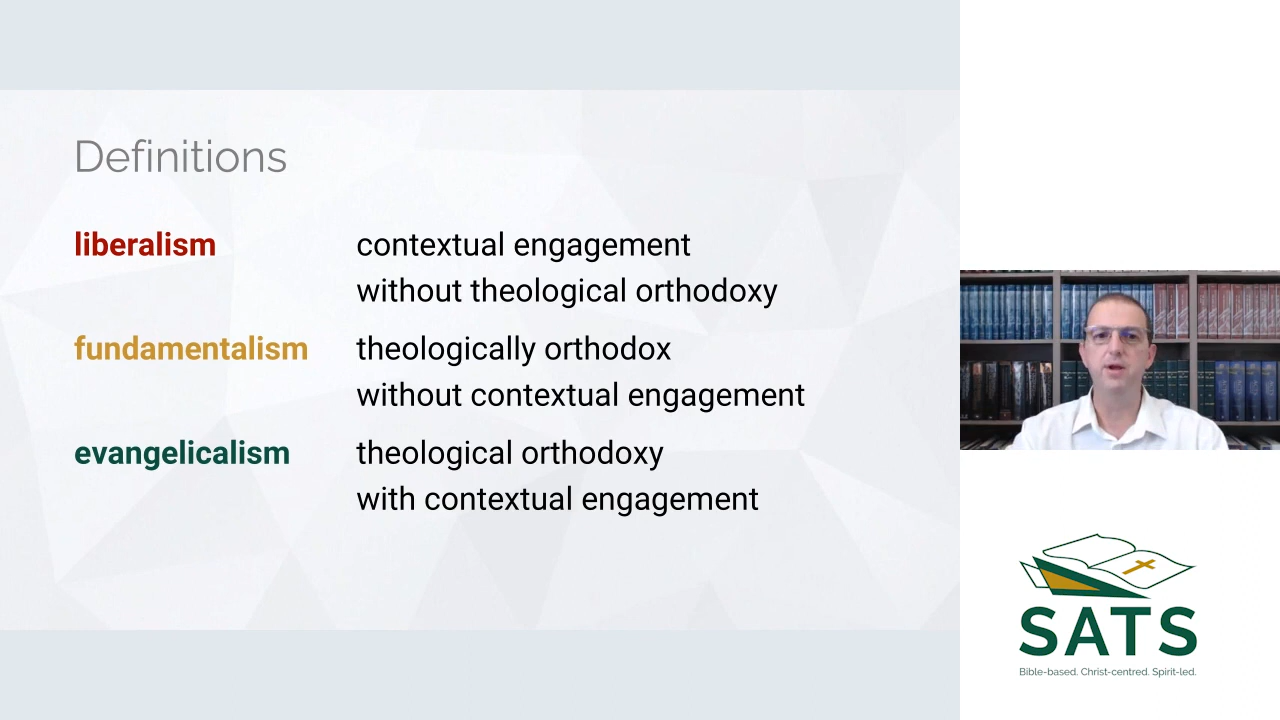 Definitions
liberalism
contextual engagement
without theological orthodoxy
fundamentalism
theologically orthodox
without contextual engagement
evangelicalism
theological orthodoxy
with contextual engagement
SATS
Bible-based. Christ-centred. Spirit-led.